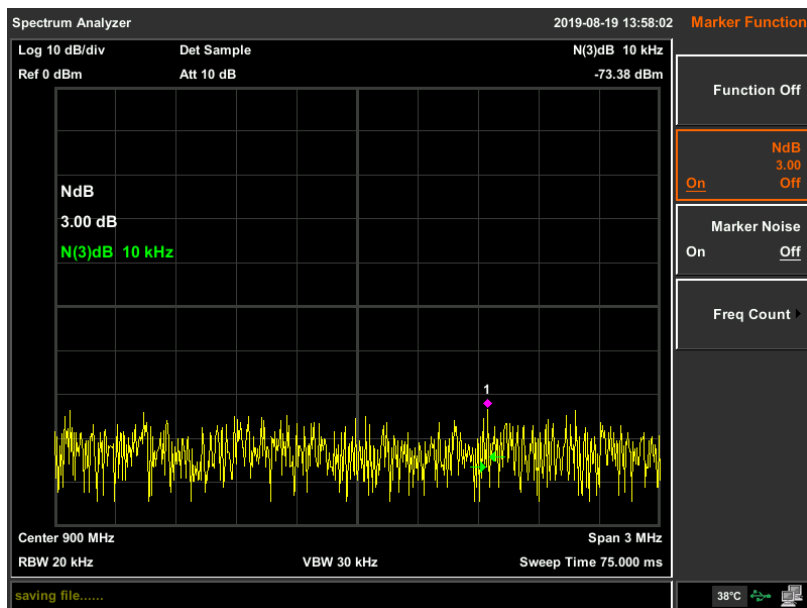 Spectrum Analyzer 2019-08-19 13:58:02 Marker Function
Log 10 dB/div Det Sample N(3)dB 10 kHz
Ref 0 dBm Att 10 dB -73.38 dBm
Function Off
NdB
3.00
On Off
NdB
3.00 dB
N(3)dB 10 kHz
Marker Noise
On Off
Freq Count
1
Center 900 MHz Span 3 MHz
RBW 20 kHz VBW 30 kHz Sweep Time 75.000 ms
saving file...... 38°C